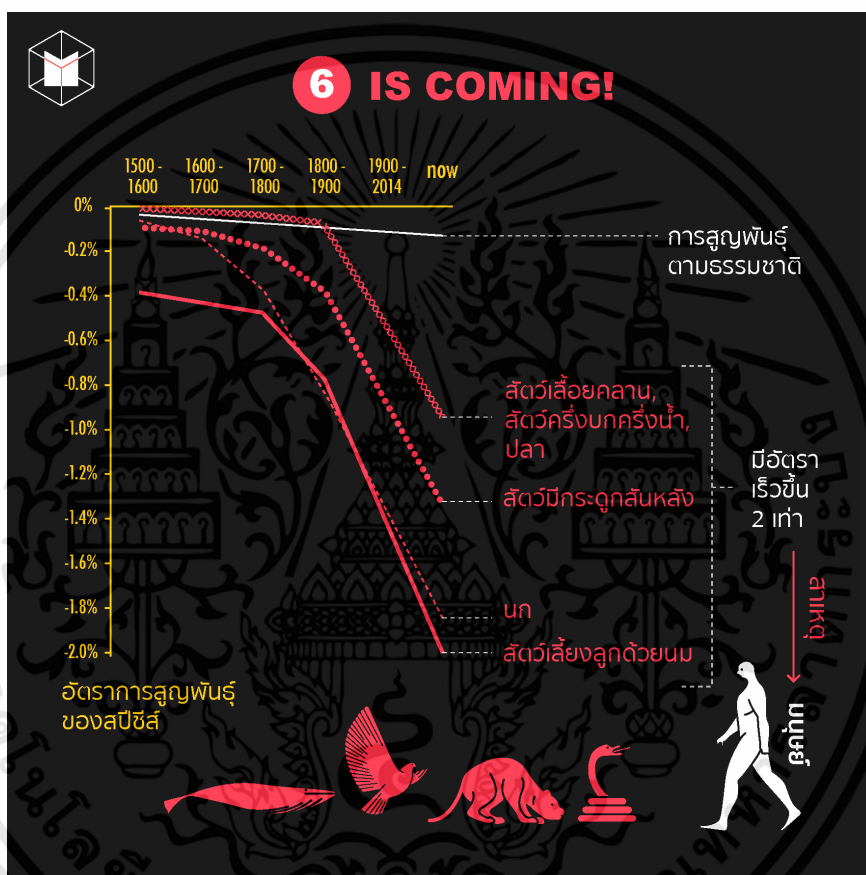 6 IS COMING!
1500 - 1600
1600 - 1700
1700 - 1800
1800 - 1900
1900 - 2014
now
0%
-0.2%
-0.4%
-0.6%
-0.8%
-1.0%
-1.2%
-1.4%
-1.6%
-1.8%
-2.0%
การสูญพันธุ์
ตามธรรมชาติ
สัตว์เลื้อยคลาน,
สัตว์ครึ่งบกครึ่งน้ำ,
ปลา
สัตว์มีกระดูกสันหลัง
นก
สัตว์เลี้ยงลูกด้วยนม
มีอัตรา
เร็วขึ้น
2 เท่า
สาเหตุ
มนุษย์
อัตราการสูญพันธุ์
ของสปีชีส์